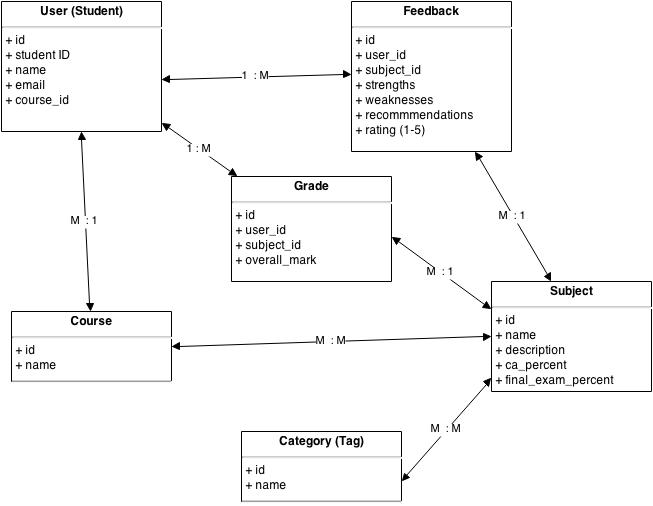 User (Student)
+ id
+ student ID
+ name
+ email
+ course_id
Feedback
+ id
+ user_id
+ subject_id
+ strengths
+ weaknesses
+ recommmendations
+ rating (1-5)
1 : M
1 : M
Grade
+ id
+ user_id
+ subject_id
+ overall_mark
M : 1
M : 1
M : 1
Course
+ id
+ name
M : M
Subject
+ id
+ name
+ description
+ ca_percent
+ final_exam_percent
M : M
Category (Tag)
+ id
+ name